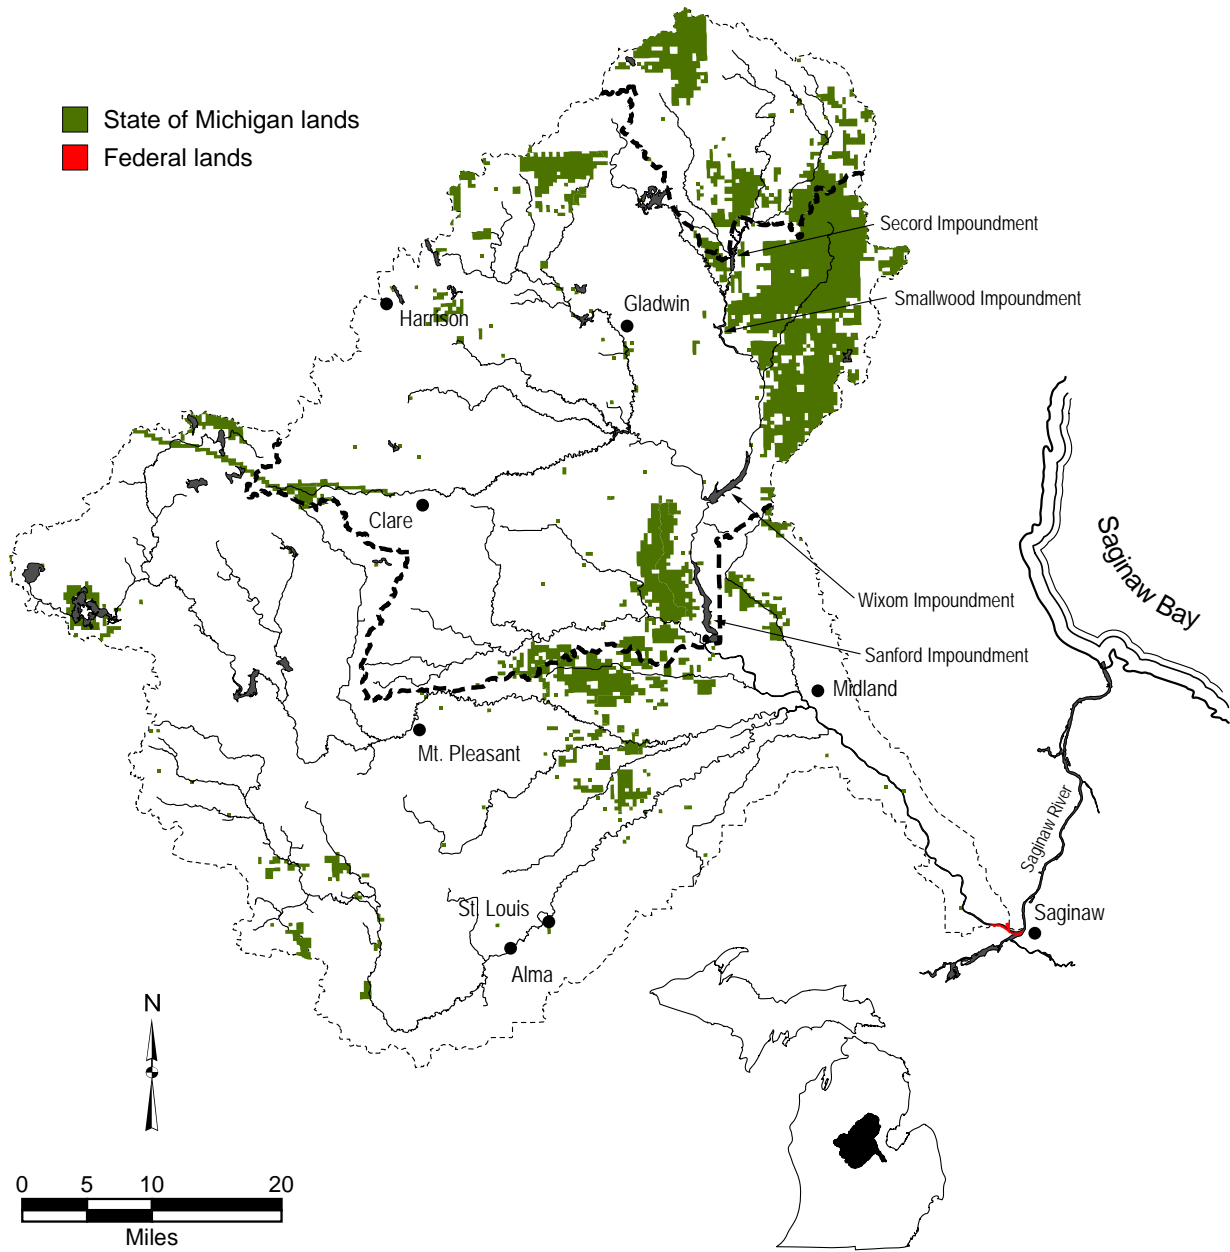 State of Michigan lands
Federal lands
Secord Impoundment
Smallwood Impoundment
Gladwin
Harrison
Clare
Saginaw Bay
Wixom Impoundment
Sanford Impoundment
Midland
Mt. Pleasant
Saginaw River
St. Louis
Saginaw
Alma
N
0 5 10 20
Miles